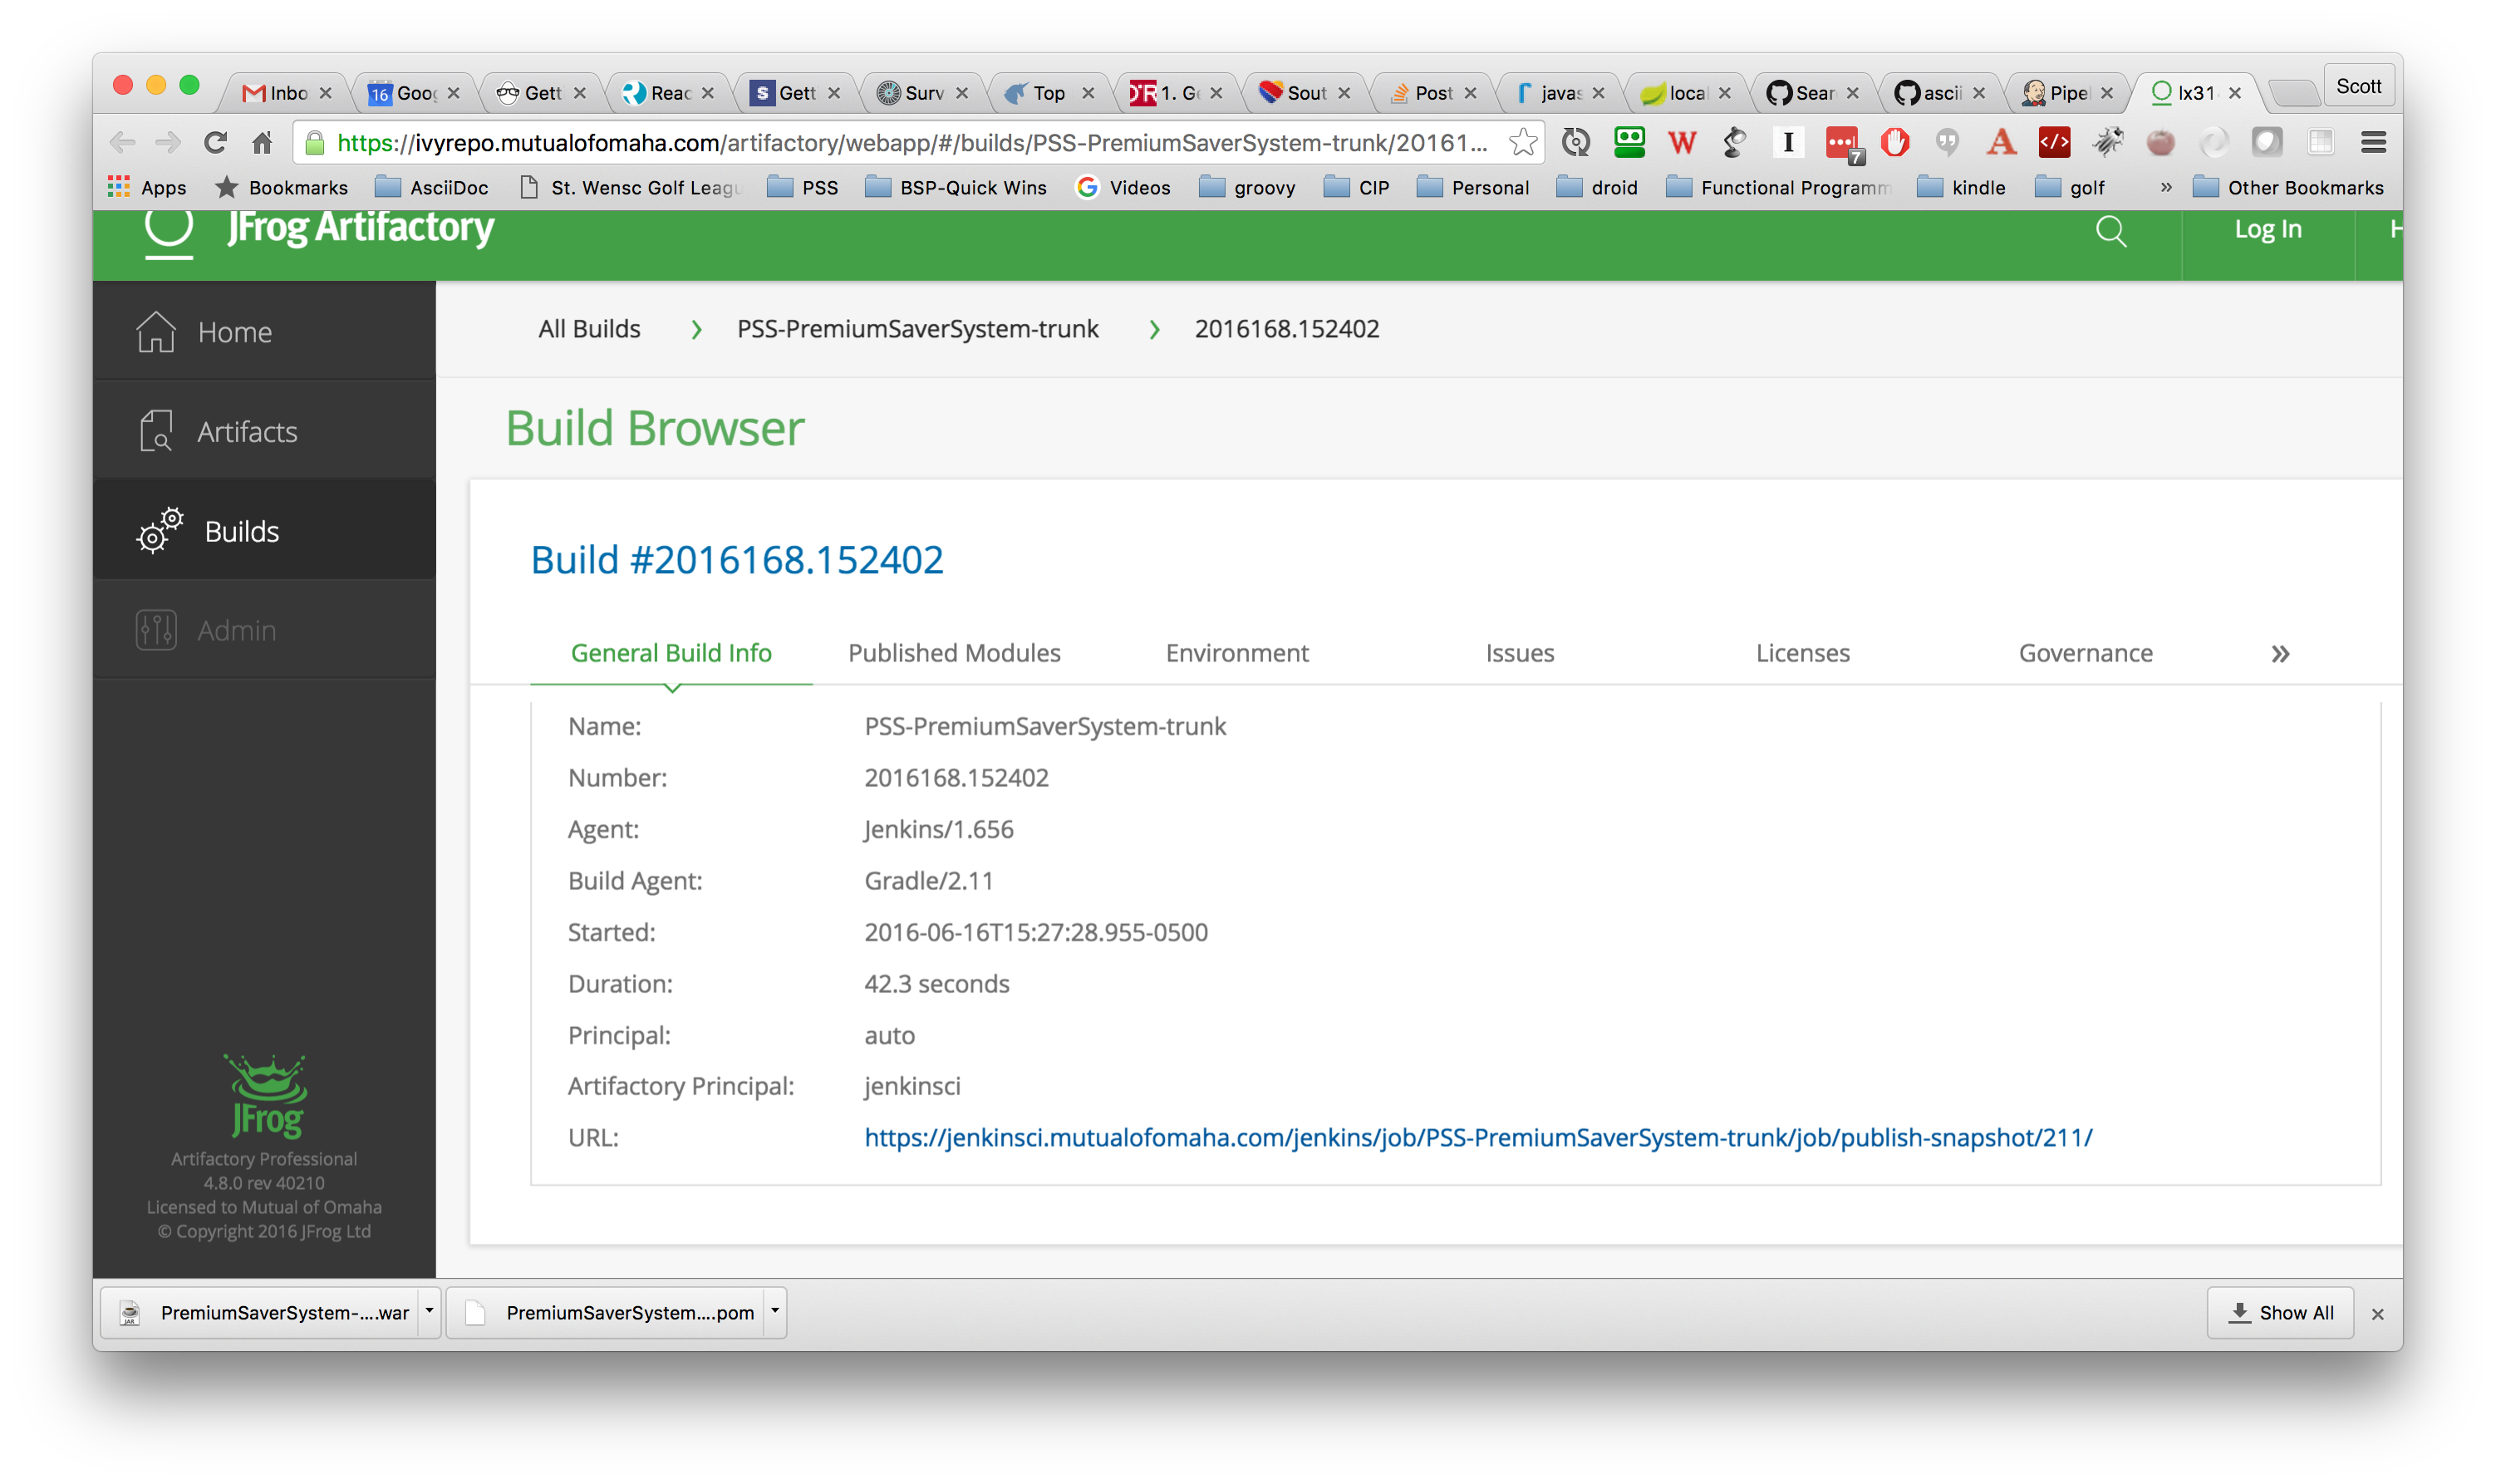 Inbo Goog Gett Reac Gett Surv Top 1. Ge Sout Post javas local Sear ascii Pipel lx31 Scott
16
https://ivyrepo.mutualofomaha.com/artifactory/webapp/#/builds/PSS-PremiumSaverSystem-trunk/20161... W I 7 A </>
Apps Bookmarks AsciiDoc St. Wensc Golf Leagu PSS BSP-Quick Wins Videos groovy CIP Personal droid Functional Programm kindle golf » Other Bookmarks
JFrog Artifactory Log In H
Home
Artifacts
Builds
Admin
All Builds > PSS-PremiumSaverSystem-trunk > 2016168.152402
Build Browser
Build #2016168.152402
General Build Info Published Modules Environment Issues Licenses Governance »
Name: PSS-PremiumSaverSystem-trunk
Number: 2016168.152402
Agent: Jenkins/1.656
Build Agent: Gradle/2.11
Started: 2016-06-16T15:27:28.955-0500
Duration: 42.3 seconds
Principal: auto
Artifactory Principal: jenkinsci
URL: https://jenkinsci.mutualofomaha.com/jenkins/job/PSS-PremiumSaverSystem-trunk/job/publish-snapshot/211/
JFrog
Artifactory Professional
4.8.0 rev 40210
Licensed to Mutual of Omaha
© Copyright 2016 JFrog Ltd
PremiumSaverSystem-....war PremiumSaverSystem....pom Show All